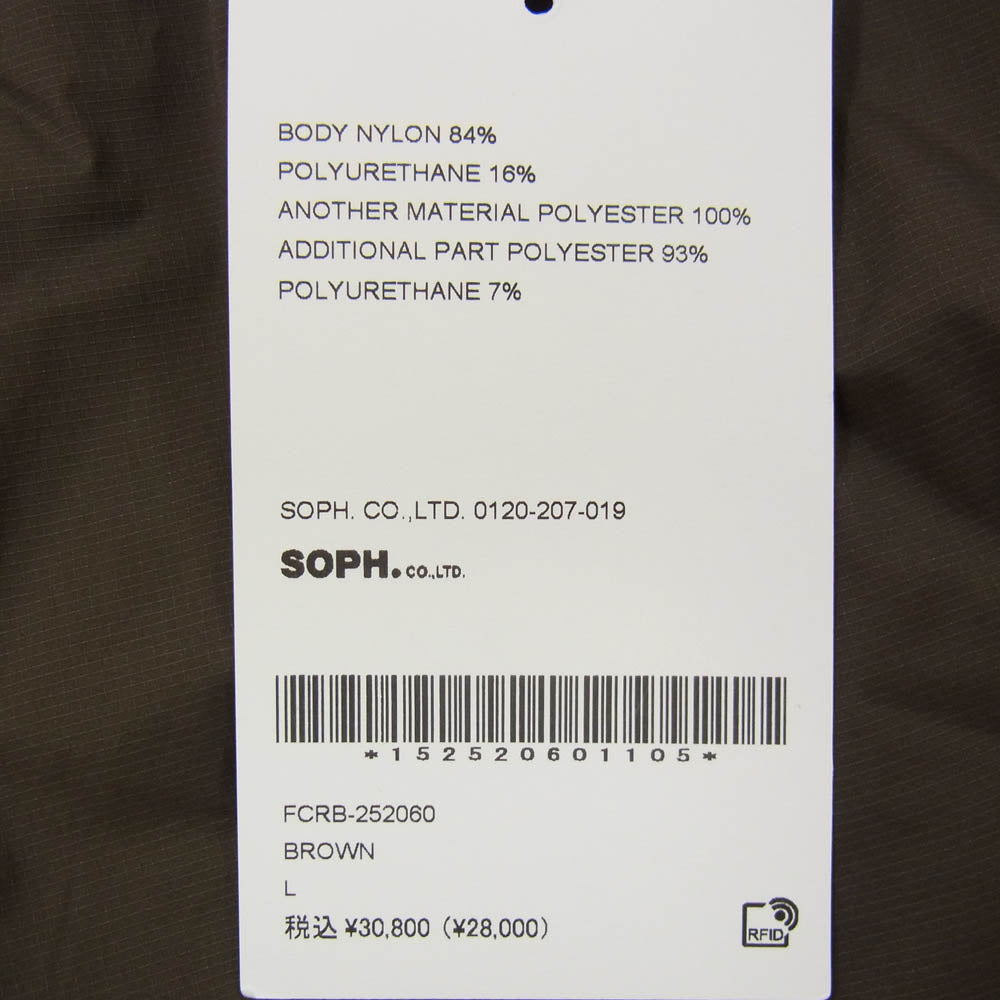 BODY NYLON 84%
POLYURETHANE 16%
ANOTHER MATERIAL POLYESTER 100%
ADDITIONAL PART POLYESTER 93%
POLYURETHANE 7%
SOPH. CO.,LTD. 0120-207-019
SOPH. CO.,LTD.
*152520601105*
FCRB-252060
BROWN
L
税込 ¥30,800 (¥28,000)
RFID